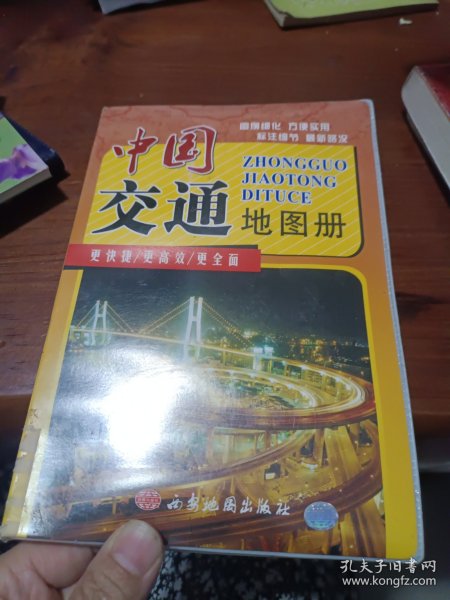 中国
交通
地图册
ZHONGGUO
JIAOTONG
DITUCE
高原细化 方便实用
标注细节 最新路况
更快捷/更高效/更全面
西安地图出版社
孔夫子旧书网
www.kongfz.com